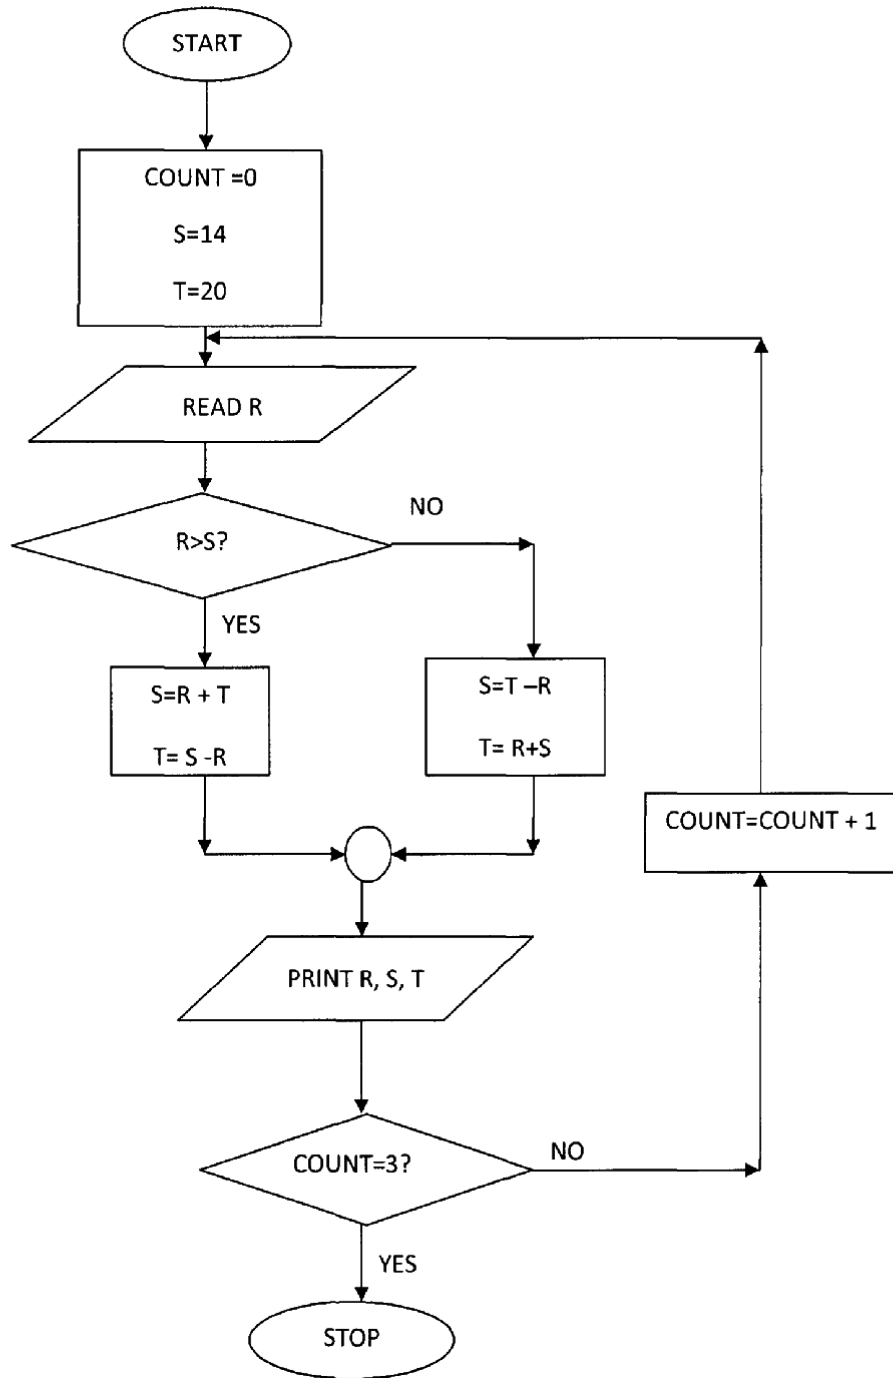 START
COUNT =0
S=14
T=20
READ R
R>S?
NO
YES
S=R + T
T= S -R
S=T –R
T= R+S
COUNT=COUNT + 1
PRINT R, S, T
COUNT=3?
NO
YES
STOP